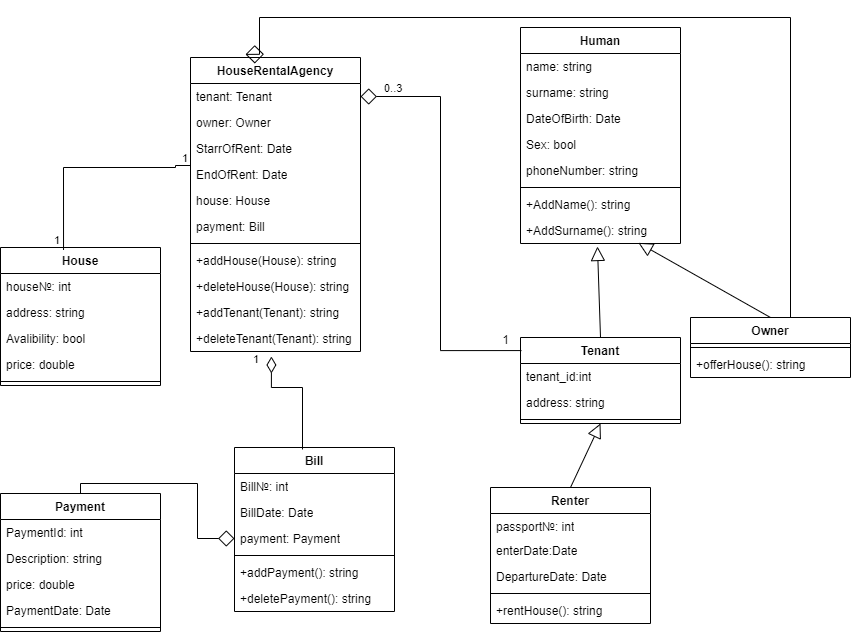 Human
name: string
surname: string
DateOfBirth: Date
Sex: bool
phoneNumber: string
+AddName(): string
+AddSurname(): string
HouseRentalAgency
tenant: Tenant
owner: Owner
StarrOfRent: Date
EndOfRent: Date
house: House
payment: Bill
+addHouse(House): string
+deleteHouse(House): string
+addTenant(Tenant): string
+deleteTenant(Tenant): string
0..3
1
1
House
house№: int
address: string
Avalibility: bool
price: double
Owner
+offerHouse(): string
1
Tenant
tenant_id:int
address: string
1
Bill
Bill№: int
BillDate: Date
payment: Payment
+addPayment(): string
+deletePayment(): string
Payment
PaymentId: int
Description: string
price: double
PaymentDate: Date
Renter
passport№: int
enterDate:Date
DepartureDate: Date
+rentHouse(): string